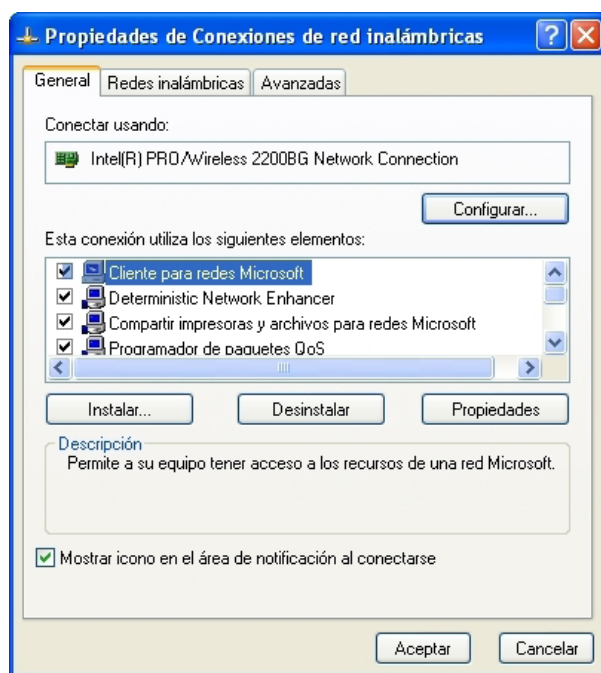 Propiedades de Conexiones de red inalámbricas
General Redes inalámbricas Avanzadas
Conectar usando:
Intel(R) PRO/Wireless 2200BG Network Connection
Configurar...
Esta conexión utiliza los siguientes elementos:
Cliente para redes Microsoft
Deterministic Network Enhancer
Compartir impresoras y archivos para redes Microsoft
Programador de paquetes QoS
Instalar... Desinstalar Propiedades
Descripción
Permite a su equipo tener acceso a los recursos de una red Microsoft.
Mostrar icono en el área de notificación al conectarse
Aceptar Cancelar